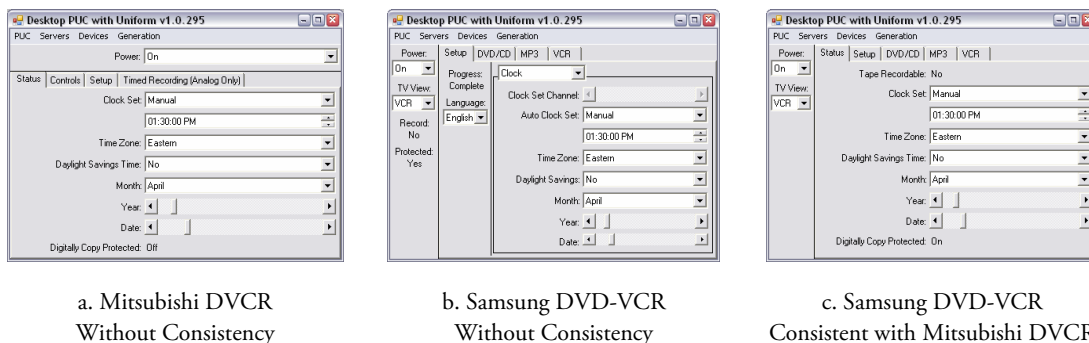 Desktop PUC with Uniform v1.0.295
PUC Servers Devices Generation
Power: On
Status Controls Setup Timed Recording (Analog Only)
Clock Set: Manual
01:30:00 PM
Time Zone: Eastern
Daylight Savings Time: No
Month: April
Year:
Date:
Digitally Copy Protected: Off
a. Mitsubishi DVCR
Without Consistency
Desktop PUC with Uniform v1.0.295
PUC Servers Devices Generation
Power:
On
TV View:
VCR
Record:
No
Protected:
Yes
Setup DVD/CD MP3 VCR
Progress:
Complete
Language:
English
Clock
Clock Set Channel:
Auto Clock Set: Manual
01:30:00 PM
Time Zone: Eastern
Daylight Savings: No
Month: April
Year:
Date:
b. Samsung DVD-VCR
Without Consistency
Desktop PUC with Uniform v1.0.295
PUC Servers Devices Generation
Power:
On
TV View:
VCR
Status Setup DVD/CD MP3 VCR
Tape Recordable: No
Clock Set: Manual
01:30:00 PM
Time Zone: Eastern
Daylight Savings Time: No
Month: April
Year:
Date:
Digitally Copy Protected: On
c. Samsung DVD-VCR
Consistent with Mitsubishi DVCR